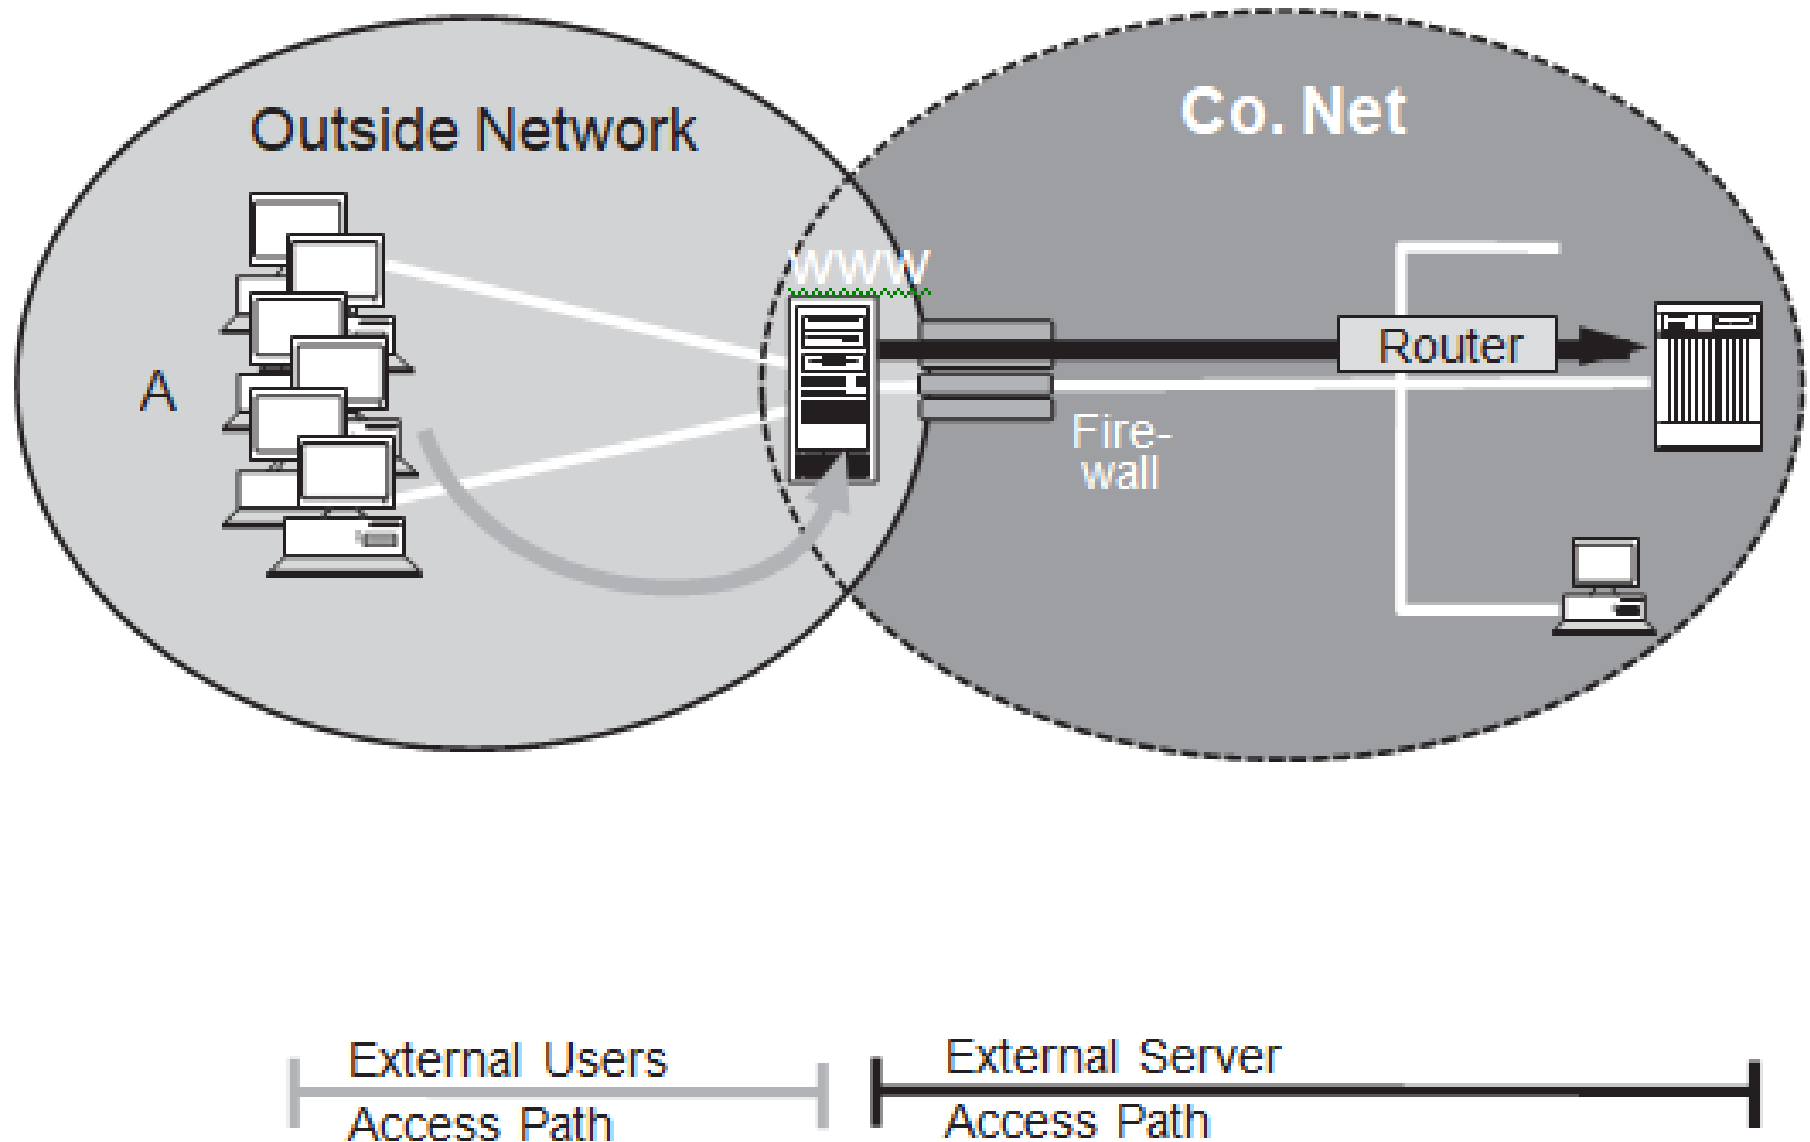 Outside Network
Co. Net
www
Router
A
Fire-
wall
External Users
Access Path
External Server
Access Path